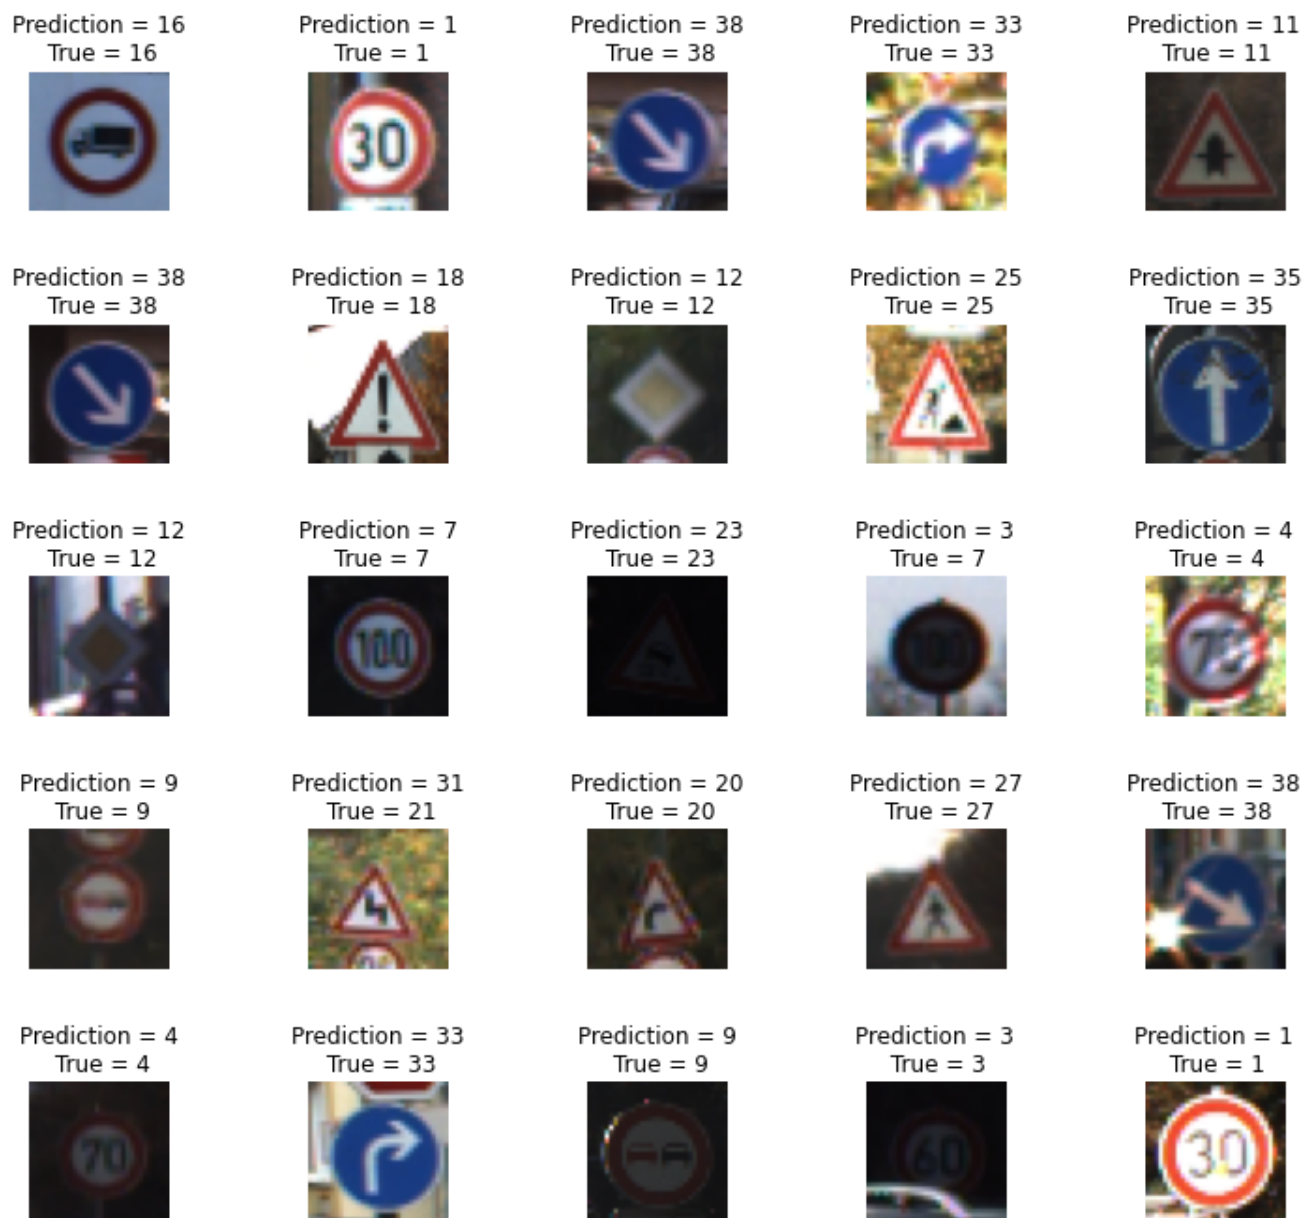 Prediction = 16
True = 16
Prediction = 1
True = 1
Prediction = 38
True = 38
Prediction = 33
True = 33
Prediction = 11
True = 11
30
Prediction = 38
True = 38
Prediction = 18
True = 18
Prediction = 12
True = 12
Prediction = 25
True = 25
Prediction = 35
True = 35
!
Prediction = 12
True = 12
Prediction = 7
True = 7
Prediction = 23
True = 23
Prediction = 3
True = 7
Prediction = 4
True = 4
100
100
Prediction = 9
True = 9
Prediction = 31
True = 21
Prediction = 20
True = 20
Prediction = 27
True = 27
Prediction = 38
True = 38
Prediction = 4
True = 4
Prediction = 33
True = 33
Prediction = 9
True = 9
Prediction = 3
True = 3
Prediction = 1
True = 1
70
60
30